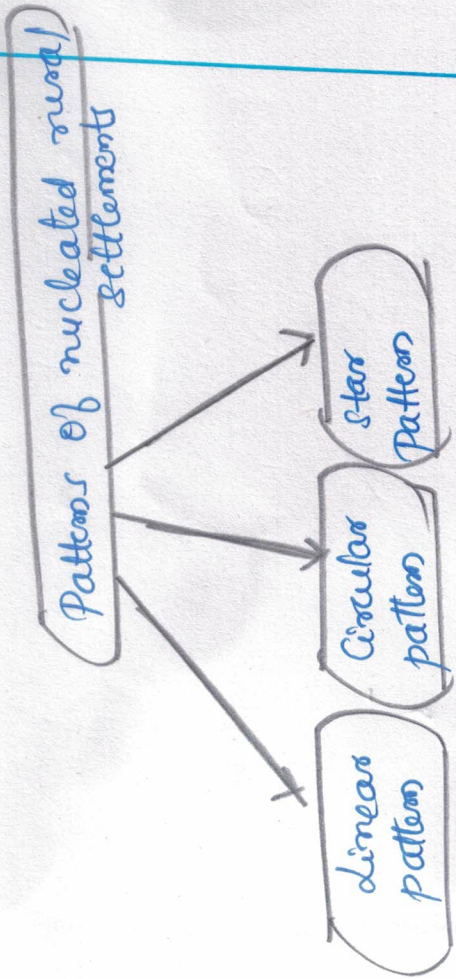 Patterns of nucleated rural
settlements
Linear
pattern
Circular
pattern
Star
Pattern